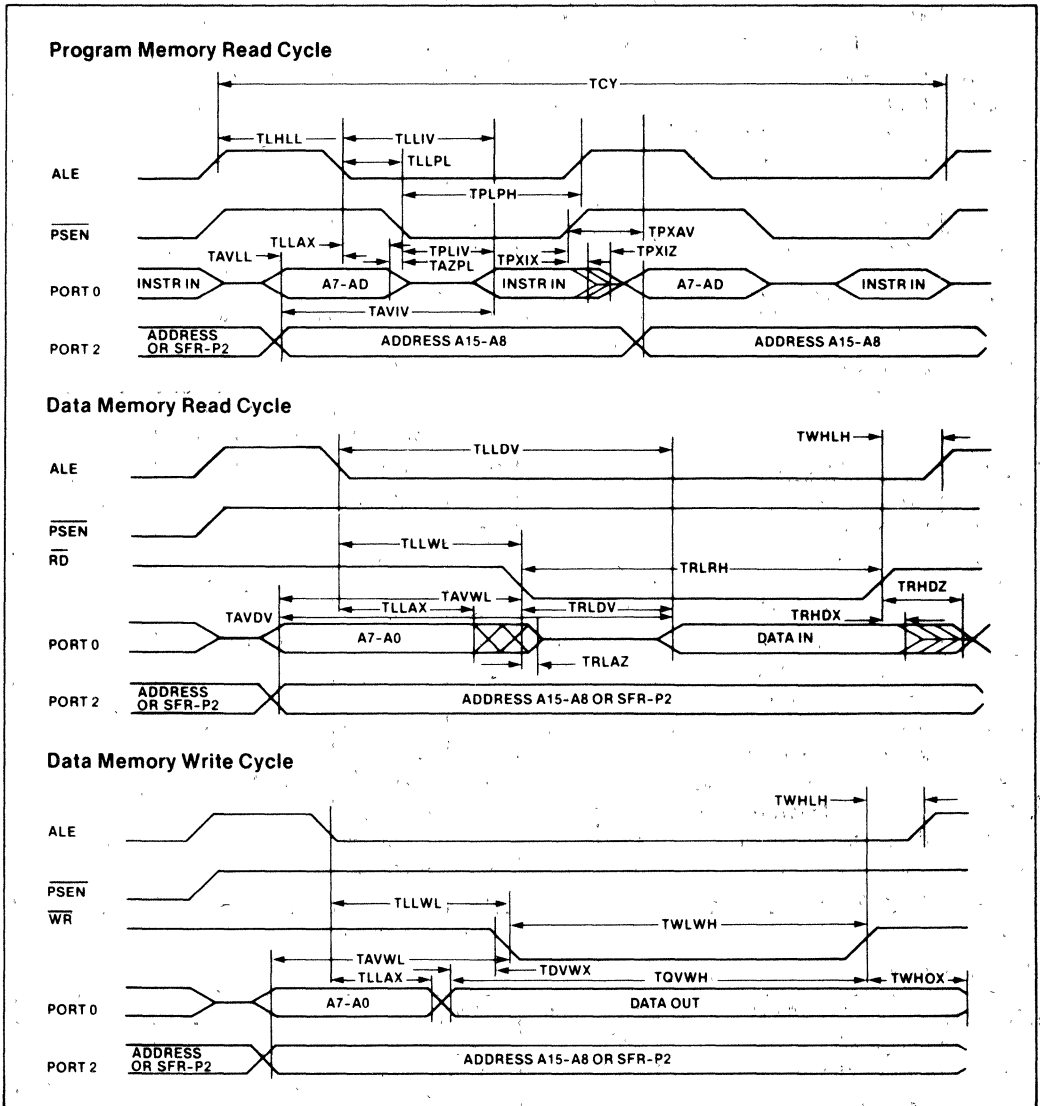 Program Memory Read Cycle
TCY
TLHLL
TLLIV
TLLPL
ALE
TPLPH
PSEN
TPXAV
TLLAX
TPLIV
TPXIZ
TAVLL
TAZPL
TPXIX
PORT 0
INSTR IN
A7-AD
INSTR IN
A7-AD
INSTR IN
TAVIV
PORT 2
ADDRESS
OR SFR-P2
ADDRESS A15-A8
ADDRESS A15-A8
Data Memory Read Cycle
TWHLH
TLLDV
ALE
PSEN
TLLWL
RD
TRLRH
TAVWL
TRHDZ
TLLAX
TRLDV
TAVDV
TRHDX
PORT 0
A7-A0
DATA IN
TRLAZ
PORT 2
ADDRESS
OR SFR-P2
ADDRESS A15-A8 OR SFR-P2
Data Memory Write Cycle
TWHLH
ALE
PSEN
TLLWL
WR
TWLWH
TAVWL
TDVWX
TLLAX
TQVWH
TWHOX
PORT 0
A7-A0
DATA OUT
PORT 2
ADDRESS
OR SFR-P2
ADDRESS A15-A8 OR SFR-P2